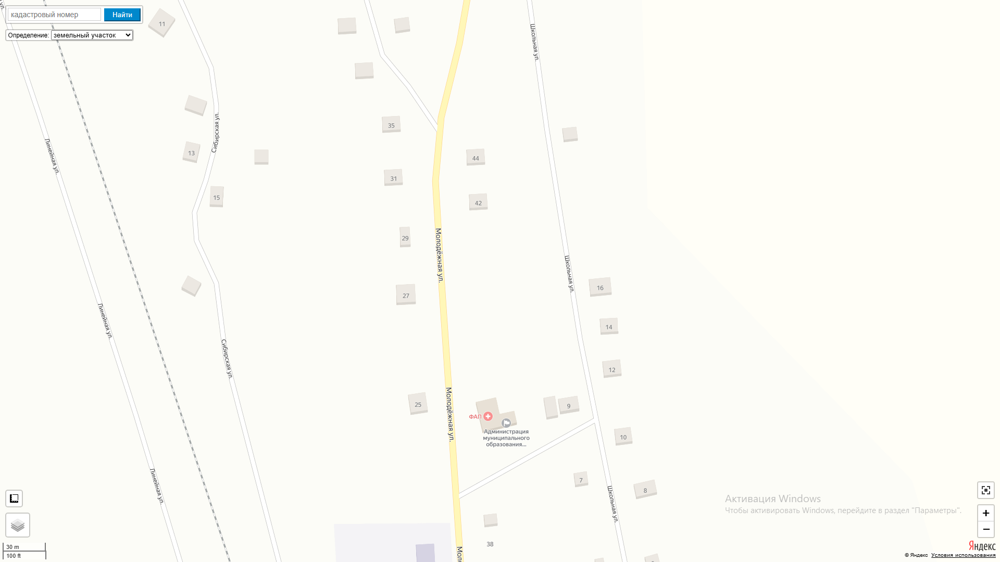 ул.
кадастровый номер
Найти
Определение:
земельный участок
11
Школьная ул.
35
Сибирская ул.
13
44
Линейная ул.
31
15
42
29
Молодёжная ул.
Школьная ул.
16
27
14
Линейная ул.
Сибирская ул.
12
25
Молодёжная ул.
9
ФАП
Администрация
муниципального
образования...
10
7
8
Линейная ул.
Школьная ул.
Активация Windows
Чтобы активировать Windows, перейдите в раздел "Параметры".
38
Моло
30 m
100 ft
+
−
Яндекс
© Яндекс
Условия использования